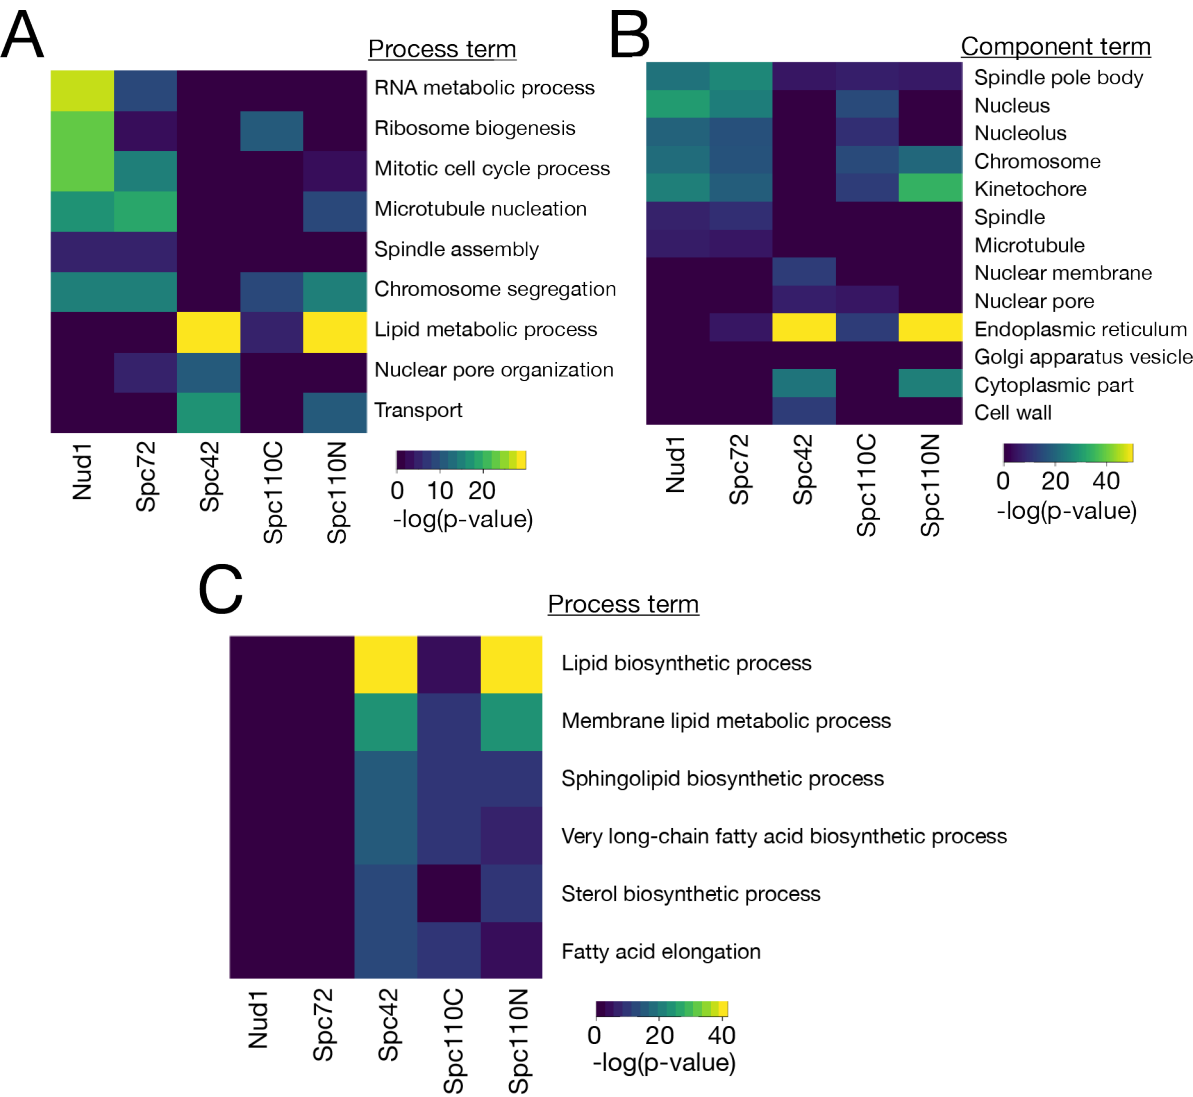 A
Process term
RNA metabolic process
Ribosome biogenesis
Mitotic cell cycle process
Microtubule nucleation
Spindle assembly
Chromosome segregation
Lipid metabolic process
Nuclear pore organization
Transport
Nud1
Spc72
Spc42
Spc110C
Spc110N
0 10 20
-log(p-value)
B
Component term
Spindle pole body
Nucleus
Nucleolus
Chromosome
Kinetochore
Spindle
Microtubule
Nuclear membrane
Nuclear pore
Endoplasmic reticulum
Golgi apparatus vesicle
Cytoplasmic part
Cell wall
Nud1
Spc72
Spc42
Spc110C
Spc110N
0 20 40
-log(p-value)
C
Process term
Lipid biosynthetic process
Membrane lipid metabolic process
Sphingolipid biosynthetic process
Very long-chain fatty acid biosynthetic process
Sterol biosynthetic process
Fatty acid elongation
Nud1
Spc72
Spc42
Spc110C
Spc110N
0 20 40
-log(p-value)